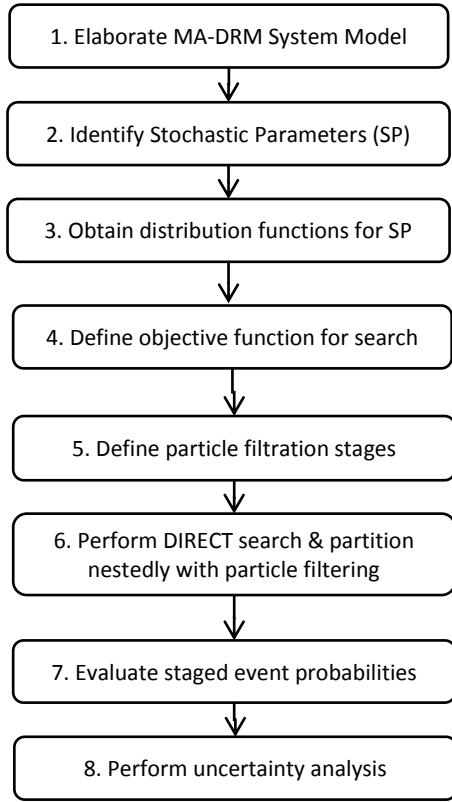 1. Elaborate MA-DRM System Model
2. Identify Stochastic Parameters (SP)
3. Obtain distribution functions for SP
4. Define objective function for search
5. Define particle filtration stages
6. Perform DIRECT search & partition
nestedly with particle filtering
7. Evaluate staged event probabilities
8. Perform uncertainty analysis